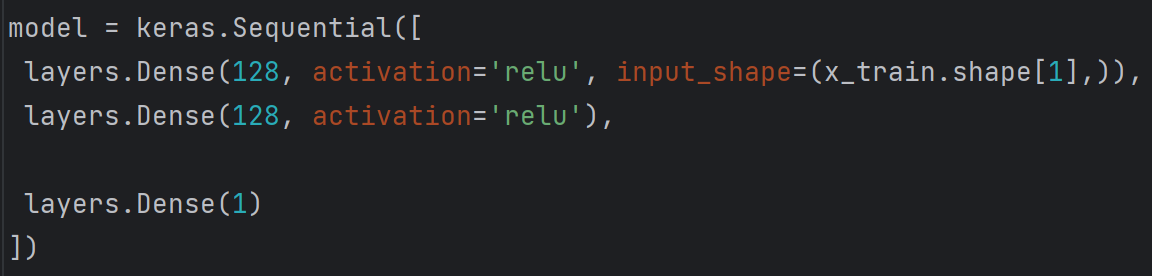 model = keras.Sequential([
 layers.Dense(128, activation='relu', input_shape=(x_train.shape[1],)),
 layers.Dense(128, activation='relu'),
 layers.Dense(1)
])